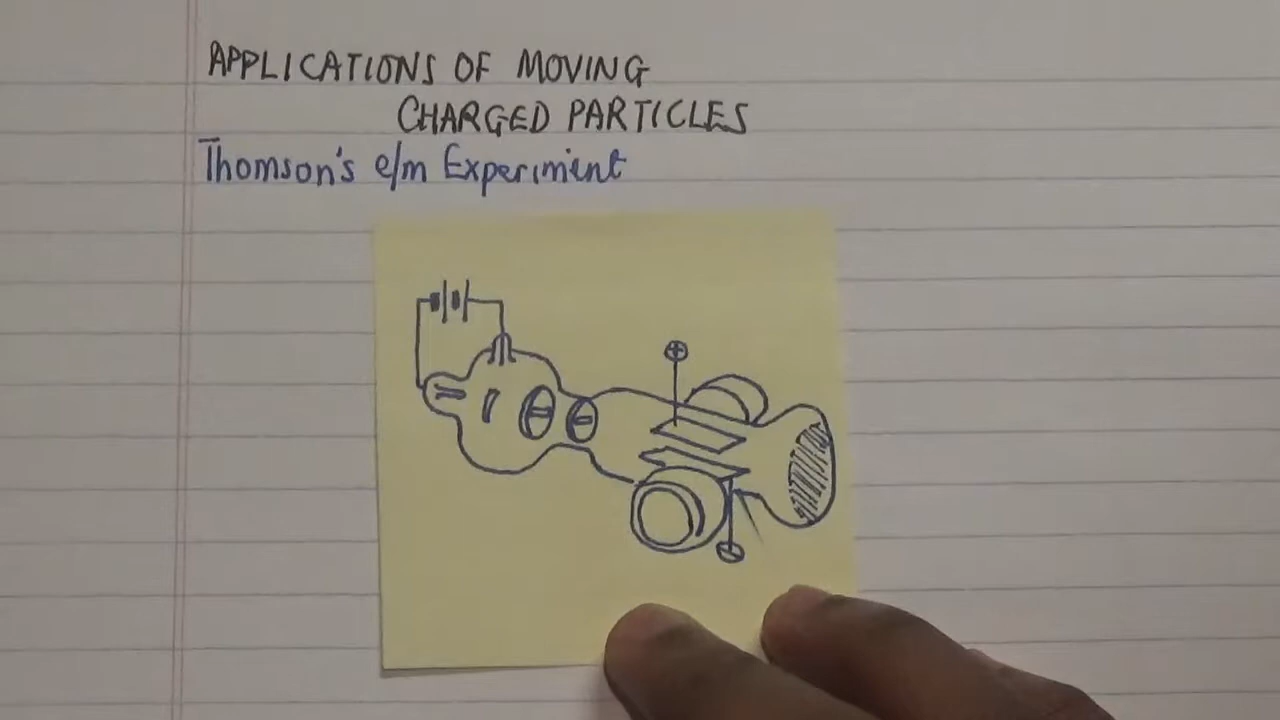 APPLICATIONS OF MOVING
CHARGED PARTICLES
Thomson's e/m Experiment